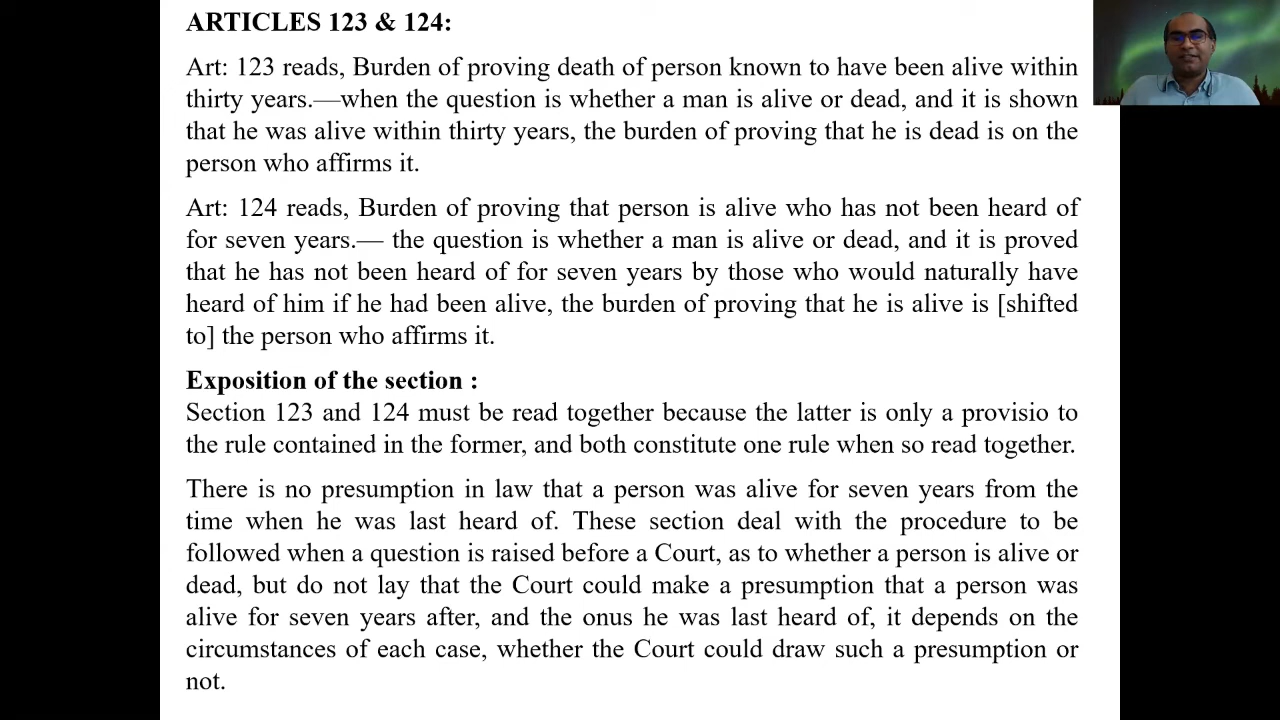 ARTICLES 123 & 124:
Art: 123 reads, Burden of proving death of person known to have been alive within
thirty years.—when the question is whether a man is alive or dead, and it is shown
that he was alive within thirty years, the burden of proving that he is dead is on the
person who affirms it.
Art: 124 reads, Burden of proving that person is alive who has not been heard of
for seven years.— the question is whether a man is alive or dead, and it is proved
that he has not been heard of for seven years by those who would naturally have
heard of him if he had been alive, the burden of proving that he is alive is [shifted
to] the person who affirms it.
Exposition of the section :
Section 123 and 124 must be read together because the latter is only a provisio to
the rule contained in the former, and both constitute one rule when so read together.
There is no presumption in law that a person was alive for seven years from the
time when he was last heard of. These section deal with the procedure to be
followed when a question is raised before a Court, as to whether a person is alive or
dead, but do not lay that the Court could make a presumption that a person was
alive for seven years after, and the onus he was last heard of, it depends on the
circumstances of each case, whether the Court could draw such a presumption or
not.